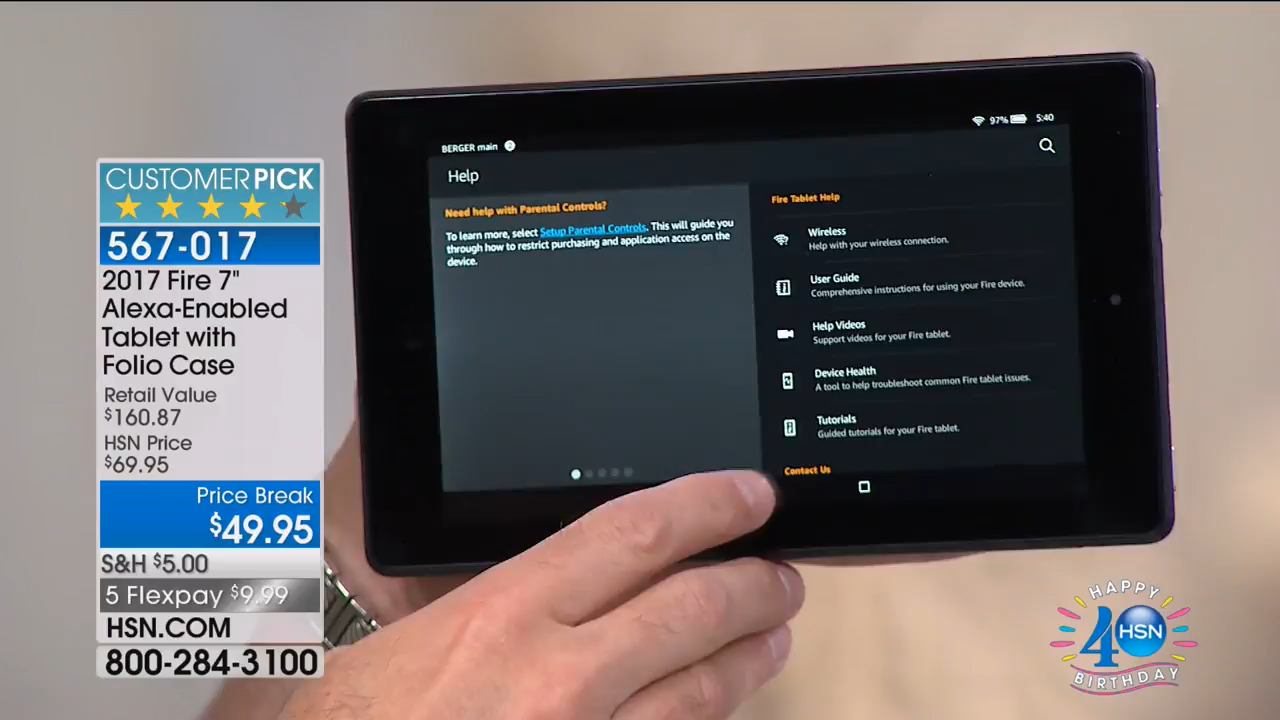 CUSTOMER PICK
567-017
2017 Fire 7"
Alexa-Enabled
Tablet with
Folio Case
Retail Value
$160.87
HSN Price
$69.95
Price Break
$49.95
S&H $5.00
5 Flexpay $9.99
HSN.COM
800-284-3100
BERGER main 2
97% 5:40
Help
Need help with Parental Controls?
To learn more, select Setup Parental Controls. This will guide you
through how to restrict purchasing and application access on the
device.
Fire Tablet Help
Wireless
Help with your wireless connection.
User Guide
Comprehensive instructions for using your Fire device.
Help Videos
Support videos for your Fire tablet.
Device Health
A tool to help troubleshoot common Fire tablet issues.
Tutorials
Guided tutorials for your Fire tablet.
Contact Us
HAPPY
40 HSN
BIRTHDAY